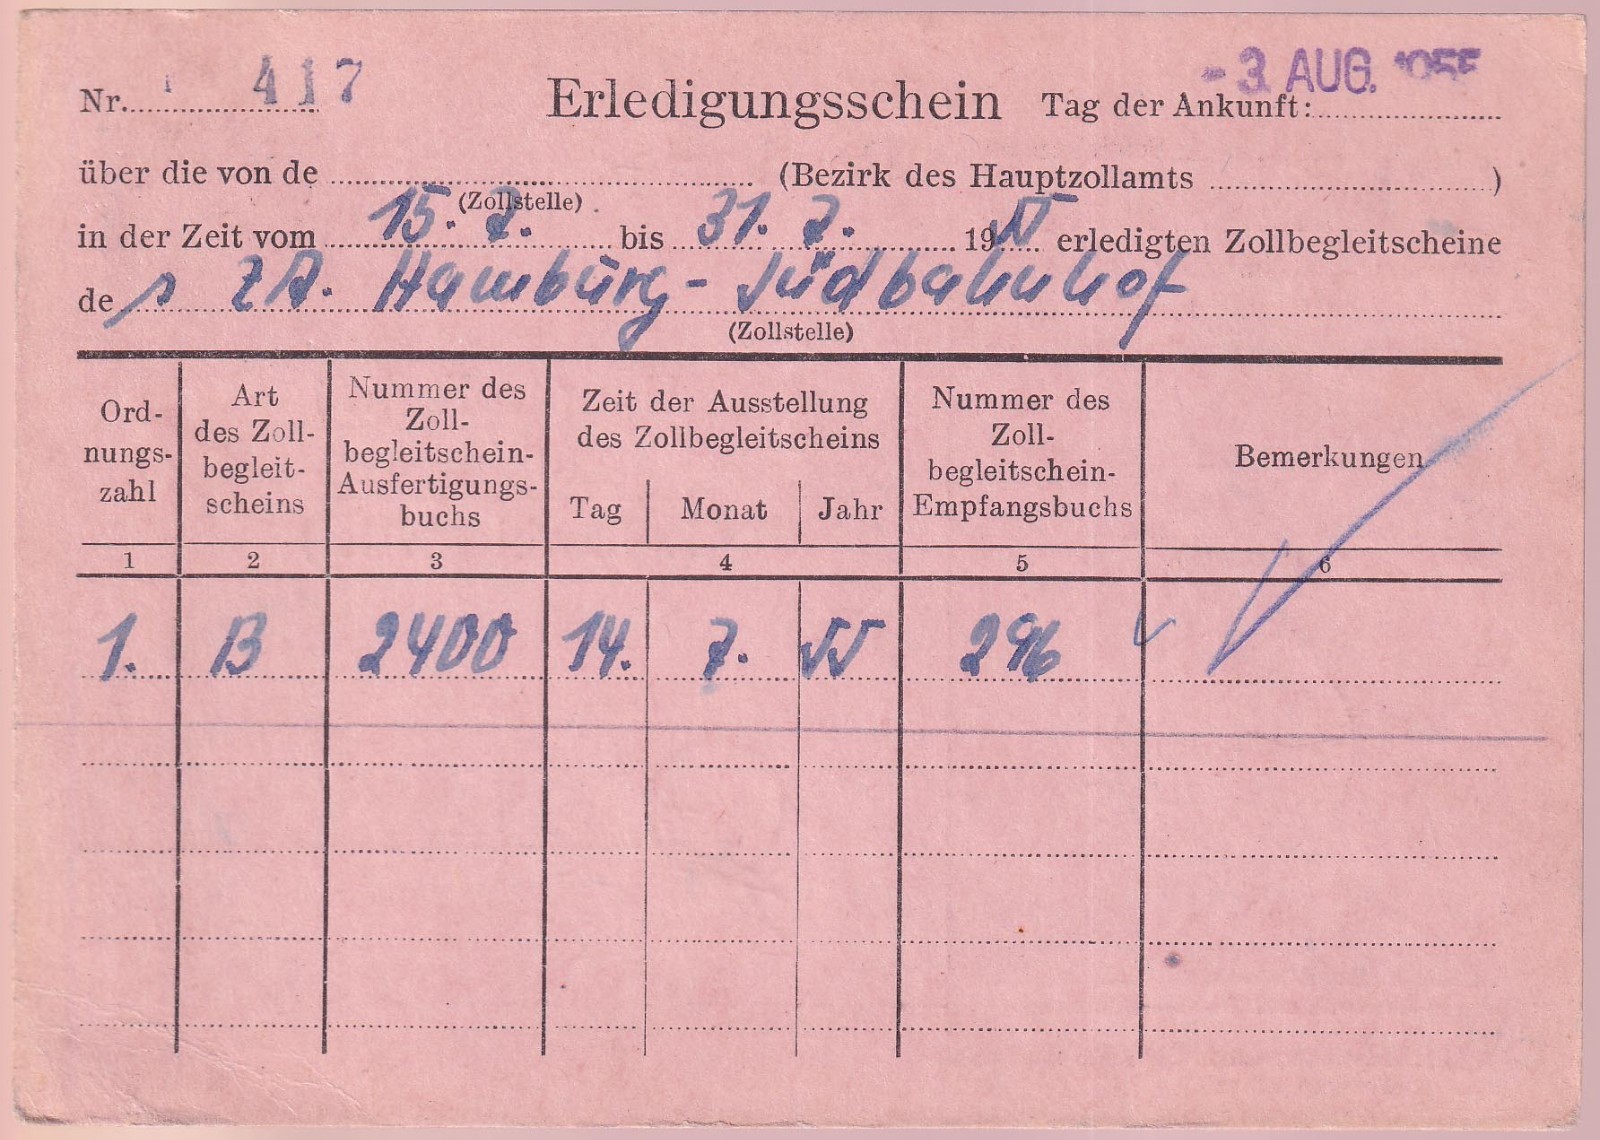 Nr. 417 Erledigungsschein Tag der Ankunft: -3. AUG. 1955
über die von de (Bezirk des Hauptzollamts )
(Zollstelle)
in der Zeit vom 15. 7. bis 31. 7. 1955 erledigten Zollbegleitscheine
des ZA. Hamburg-Südbahnhof
(Zollstelle)
Ord-
nungs-
zahl
Art
des Zoll-
begleit-
scheins
Nummer des
Zoll-
begleitschein-
Ausfertigungs-
buchs
Zeit der Ausstellung
des Zollbegleitscheins
Tag Monat Jahr
Nummer des
Zoll-
begleitschein-
Empfangsbuchs
Bemerkungen
1 2 3 4 5 6
1. B 2400 14. 7. 55 296